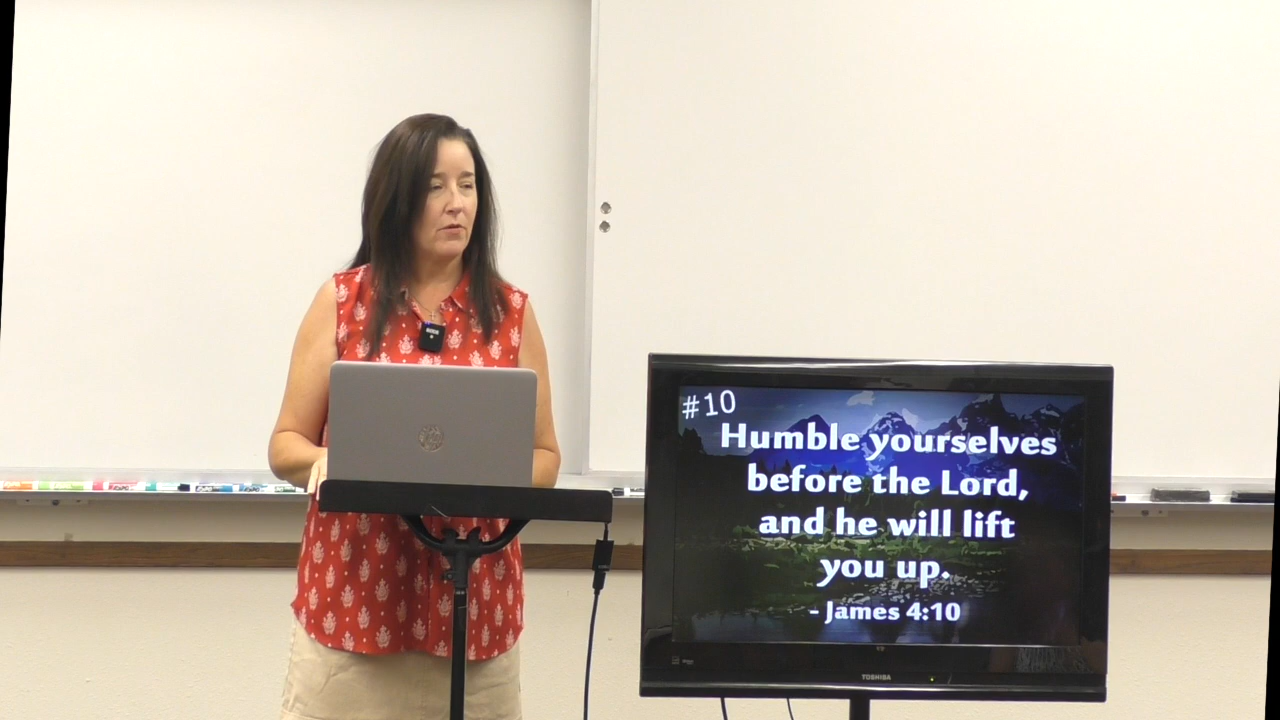 #10
Humble yourselves
before the Lord,
and he will lift
you up.
- James 4:10
TOSHIBA